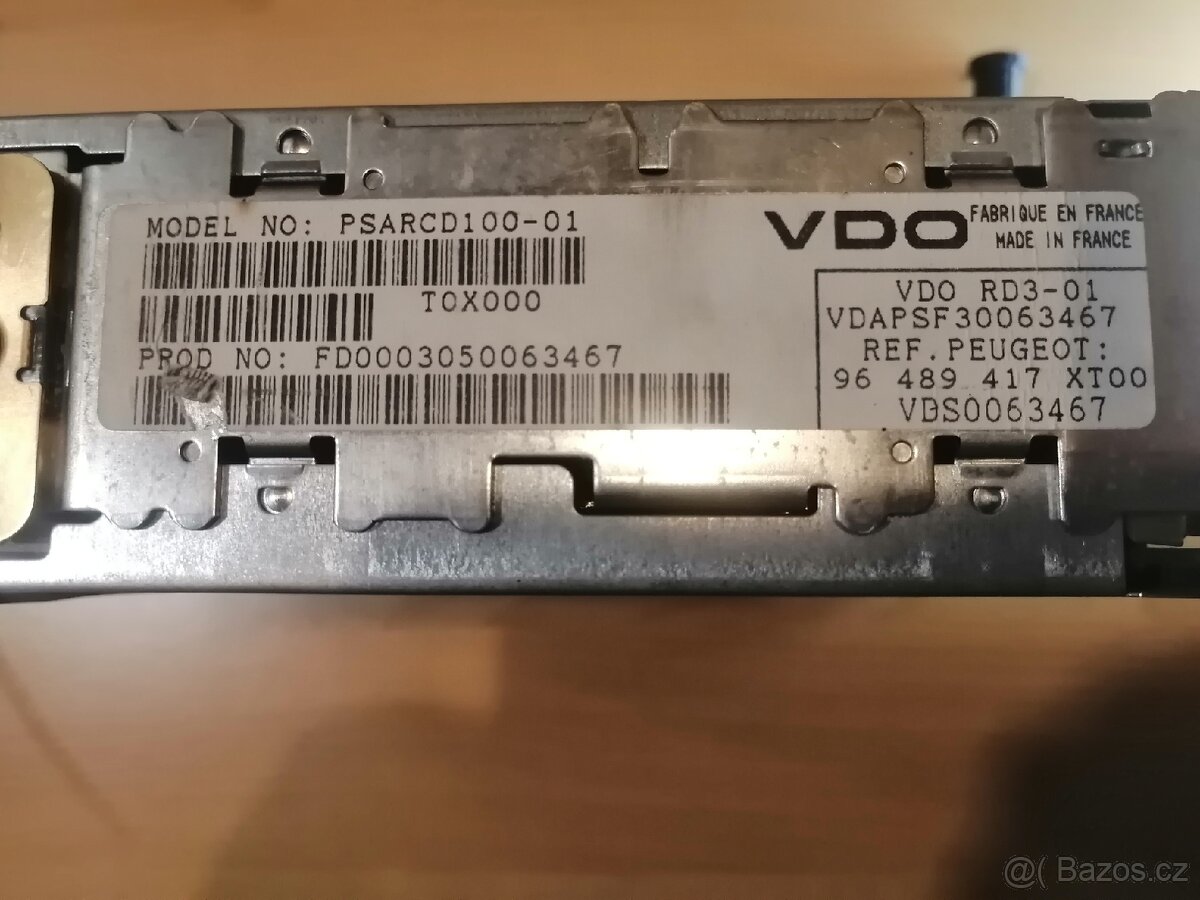 MODEL NO: PSARCD100-01
T0X000
PROD NO: FD0003050063467
VDO
FABRIQUE EN FRANCE
MADE IN FRANCE
VDO RD3-01
VDAPSF30063467
REF.PEUGEOT:
96 489 417 XT00
VDS0063467
@( Bazos.cz